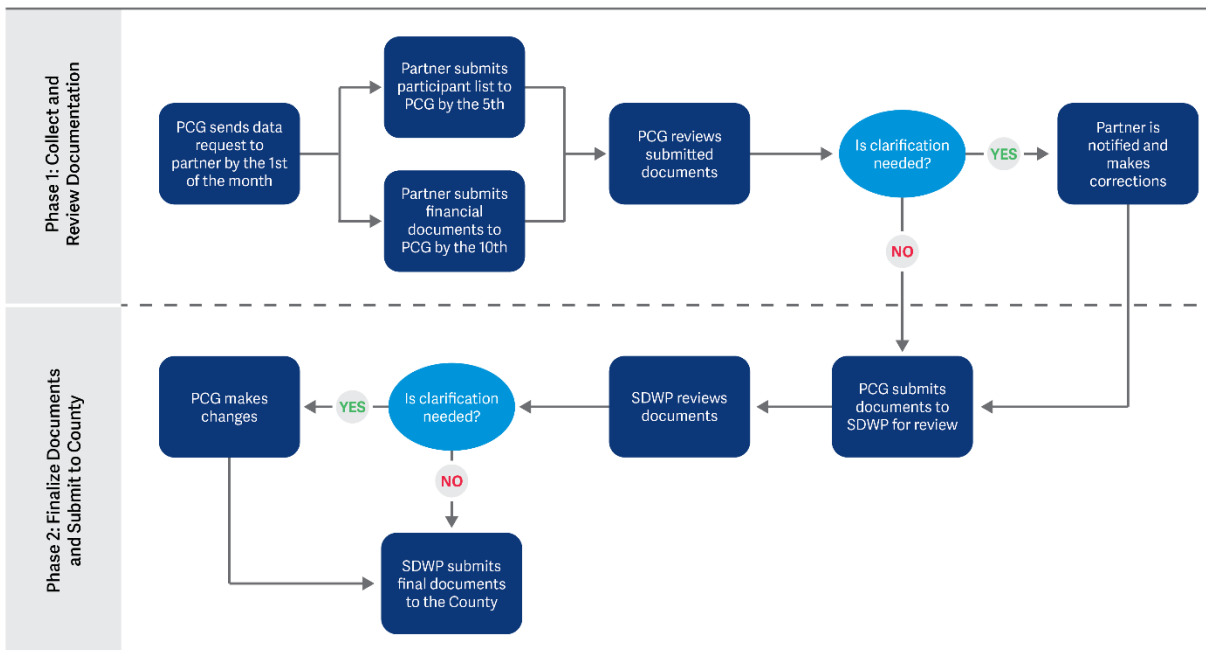 Phase 1: Collect and
Review Documentation
PCG sends data
request to
partner by the 1st
of the month
Partner submits
participant list to
PCG by the 5th
Partner submits
financial
documents to
PCG by the 10th
PCG reviews
submitted
documents
Is clarification
needed?
YES
Partner is
notified and
makes
corrections
NO
Phase 2: Finalize Documents
and Submit to County
PCG submits
documents to
SDWP for review
SDWP reviews
documents
Is clarification
needed?
YES
PCG makes
changes
NO
SDWP submits
final documents
to the County